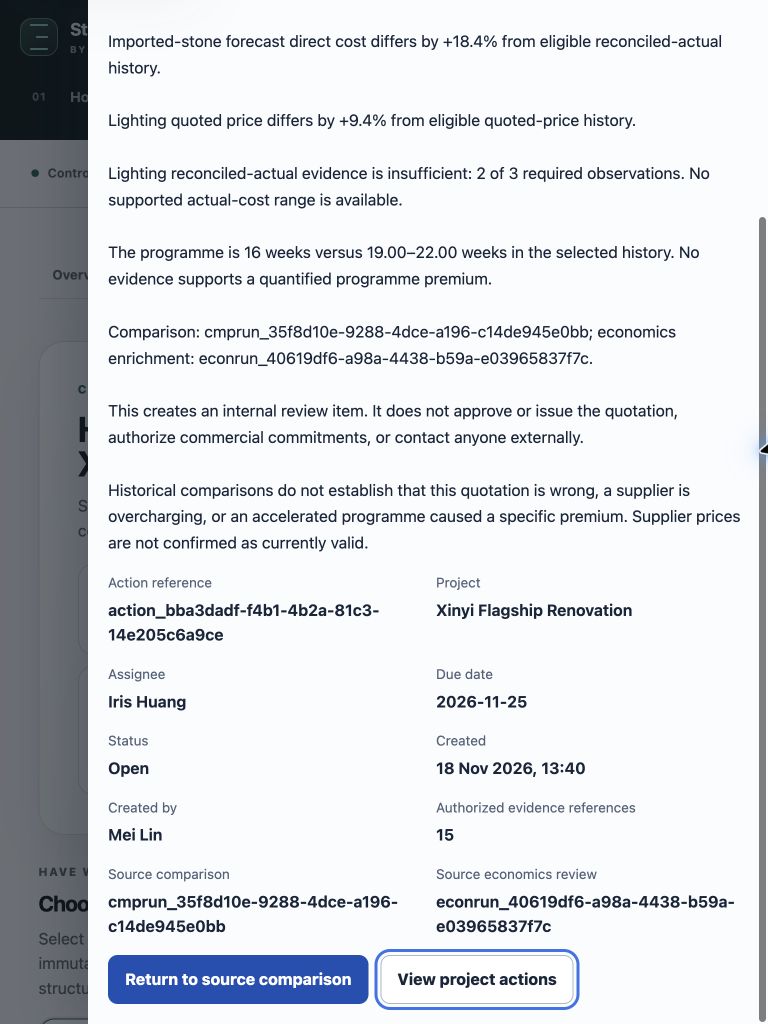 St
BY
01
Ho
Contro
Overv
C
H
X
S
c
HAVE W
Choo
Select
immuta
structu
Imported-stone forecast direct cost differs by +18.4% from eligible reconciled-actual
history.
Lighting quoted price differs by +9.4% from eligible quoted-price history.
Lighting reconciled-actual evidence is insufficient: 2 of 3 required observations. No
supported actual-cost range is available.
The programme is 16 weeks versus 19.00–22.00 weeks in the selected history. No
evidence supports a quantified programme premium.
Comparison: cmprun_35f8d10e-9288-4dce-a196-c14de945e0bb; economics
enrichment: econrun_40619df6-a98a-4438-b59a-e03965837f7c.
This creates an internal review item. It does not approve or issue the quotation,
authorize commercial commitments, or contact anyone externally.
Historical comparisons do not establish that this quotation is wrong, a supplier is
overcharging, or an accelerated programme caused a specific premium. Supplier prices
are not confirmed as currently valid.
Action reference
action_bba3dadf-f4b1-4b2a-81c3-
14e205c6a9ce
Project
Xinyi Flagship Renovation
Assignee
Iris Huang
Due date
2026-11-25
Status
Open
Created
18 Nov 2026, 13:40
Created by
Mei Lin
Authorized evidence references
15
Source comparison
cmprun_35f8d10e-9288-4dce-a196-
c14de945e0bb
Source economics review
econrun_40619df6-a98a-4438-b59a-
e03965837f7c
Return to source comparison
View project actions